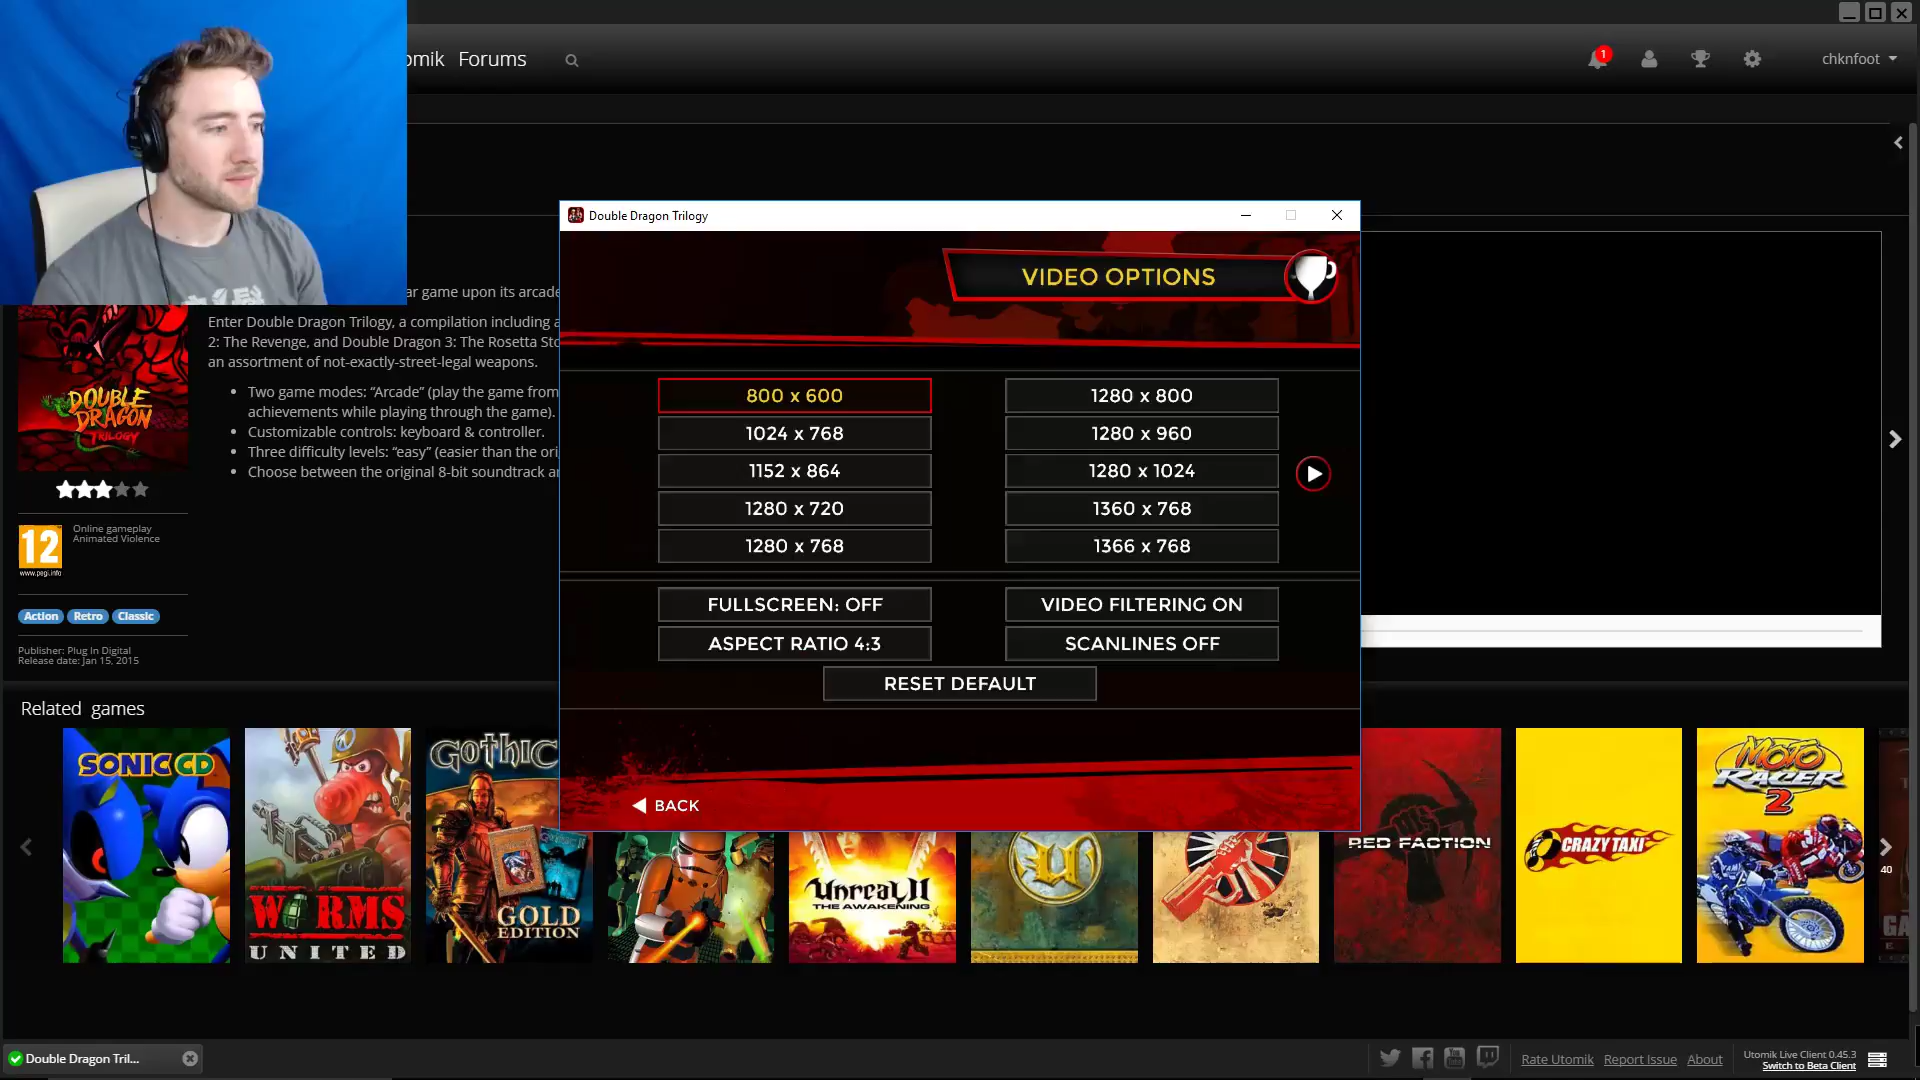 omik Forums
1
chknfoot
Double Dragon Trilogy
VIDEO OPTIONS
ar game upon its arcade
Enter Double Dragon Trilogy, a compilation including a
2: The Revenge, and Double Dragon 3: The Rosetta Sto
an assortment of not-exactly-street-legal weapons.
Two game modes: “Arcade” (play the game from
achievements while playing through the game).
Customizable controls: keyboard & controller.
Three difficulty levels: “easy” (easier than the ori
Choose between the original 8-bit soundtrack a
DOUBLE
DRAGON
TRILOGY
12
www.pegi.info
Online gameplay
Animated Violence
Action Retro Classic
Publisher: Plug In Digital
Release date: Jan 15, 2015
800 x 600
1024 x 768
1152 x 864
1280 x 720
1280 x 768
1280 x 800
1280 x 960
1280 x 1024
1360 x 768
1366 x 768
FULLSCREEN: OFF
VIDEO FILTERING ON
ASPECT RATIO 4:3
SCANLINES OFF
RESET DEFAULT
BACK
Related games
SONIC CD
WORMS
UNITED
GOTHIC
GOLD
EDITION
UNREAL II
THE AWAKENING
RED FACTION
CRAZY TAXI
MOTO
RACER
2
40
Double Dragon Tril...
Rate Utomik Report Issue About
Utomik Live Client 0.45.3
Switch to Beta Client